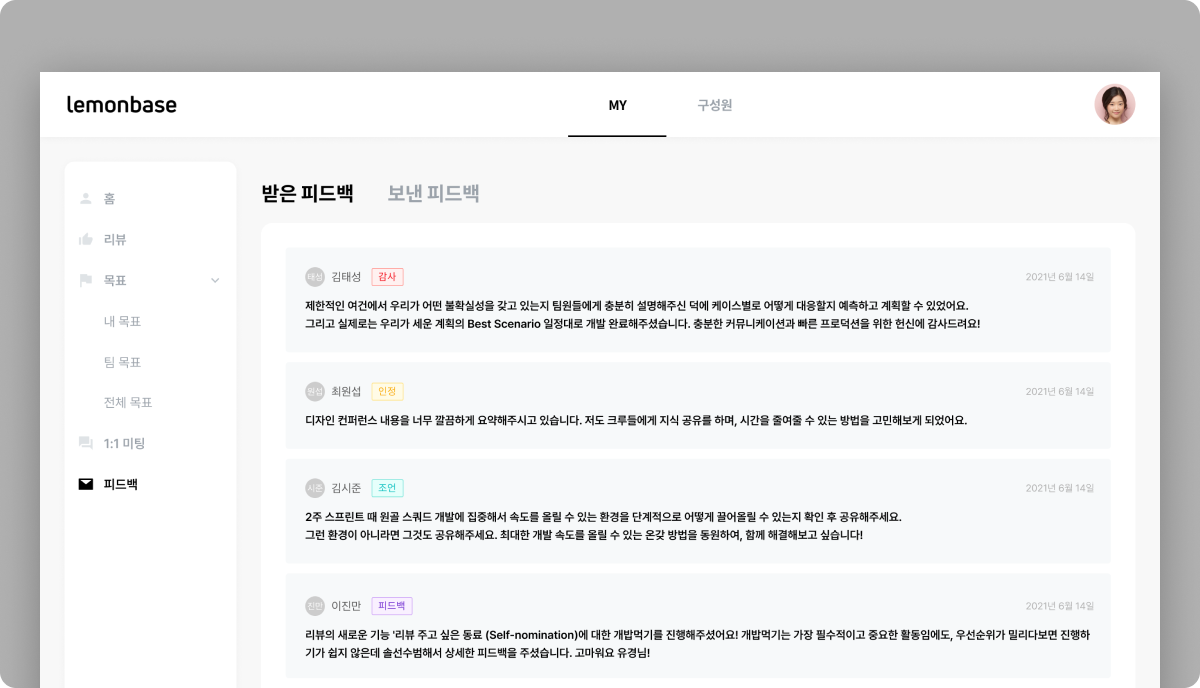 lemonbase
MY
구성원
홈
리뷰
목표
내 목표
팀 목표
전체 목표
1:1 미팅
피드백
받은 피드백
보낸 피드백
태성 김태성 감사
2021년 6월 14일
제한적인 여건에서 우리가 어떤 불확실성을 갖고 있는지 팀원들에게 충분히 설명해주신 덕에 케이스별로 어떻게 대응할지 예측하고 계획할 수 있었어요.
그리고 실제로는 우리가 세운 계획의 Best Scenario 일정대로 개발 완료해주셨습니다. 충분한 커뮤니케이션과 빠른 프로덕션을 위한 헌신에 감사드려요!
원섭 최원섭 인정
2021년 6월 14일
디자인 컨퍼런스 내용을 너무 깔끔하게 요약해주시고 있습니다. 저도 크루들에게 지식 공유를 하며, 시간을 줄여줄 수 있는 방법을 고민해보게 되었어요.
시준 김시준 조언
2021년 6월 14일
2주 스프린트 때 원골 스쿼드 개발에 집중해서 속도를 올릴 수 있는 환경을 단계적으로 어떻게 끌어올릴 수 있는지 확인 후 공유해주세요.
그런 환경이 아니라면 그것도 공유해주세요. 최대한 개발 속도를 올릴 수 있는 온갖 방법을 동원하여, 함께 해결해보고 싶습니다!
진만 이진만 피드백
2021년 6월 14일
리뷰의 새로운 기능 '리뷰 주고 싶은 동료 (Self-nomination)에 대한 개밥먹기를 진행해주셨어요! 개밥먹기는 가장 필수적이고 중요한 활동임에도, 우선순위가 밀리다보면 진행하
기가 쉽지 않은데 솔선수범해서 상세한 피드백을 주셨습니다. 고마워요 유경님!